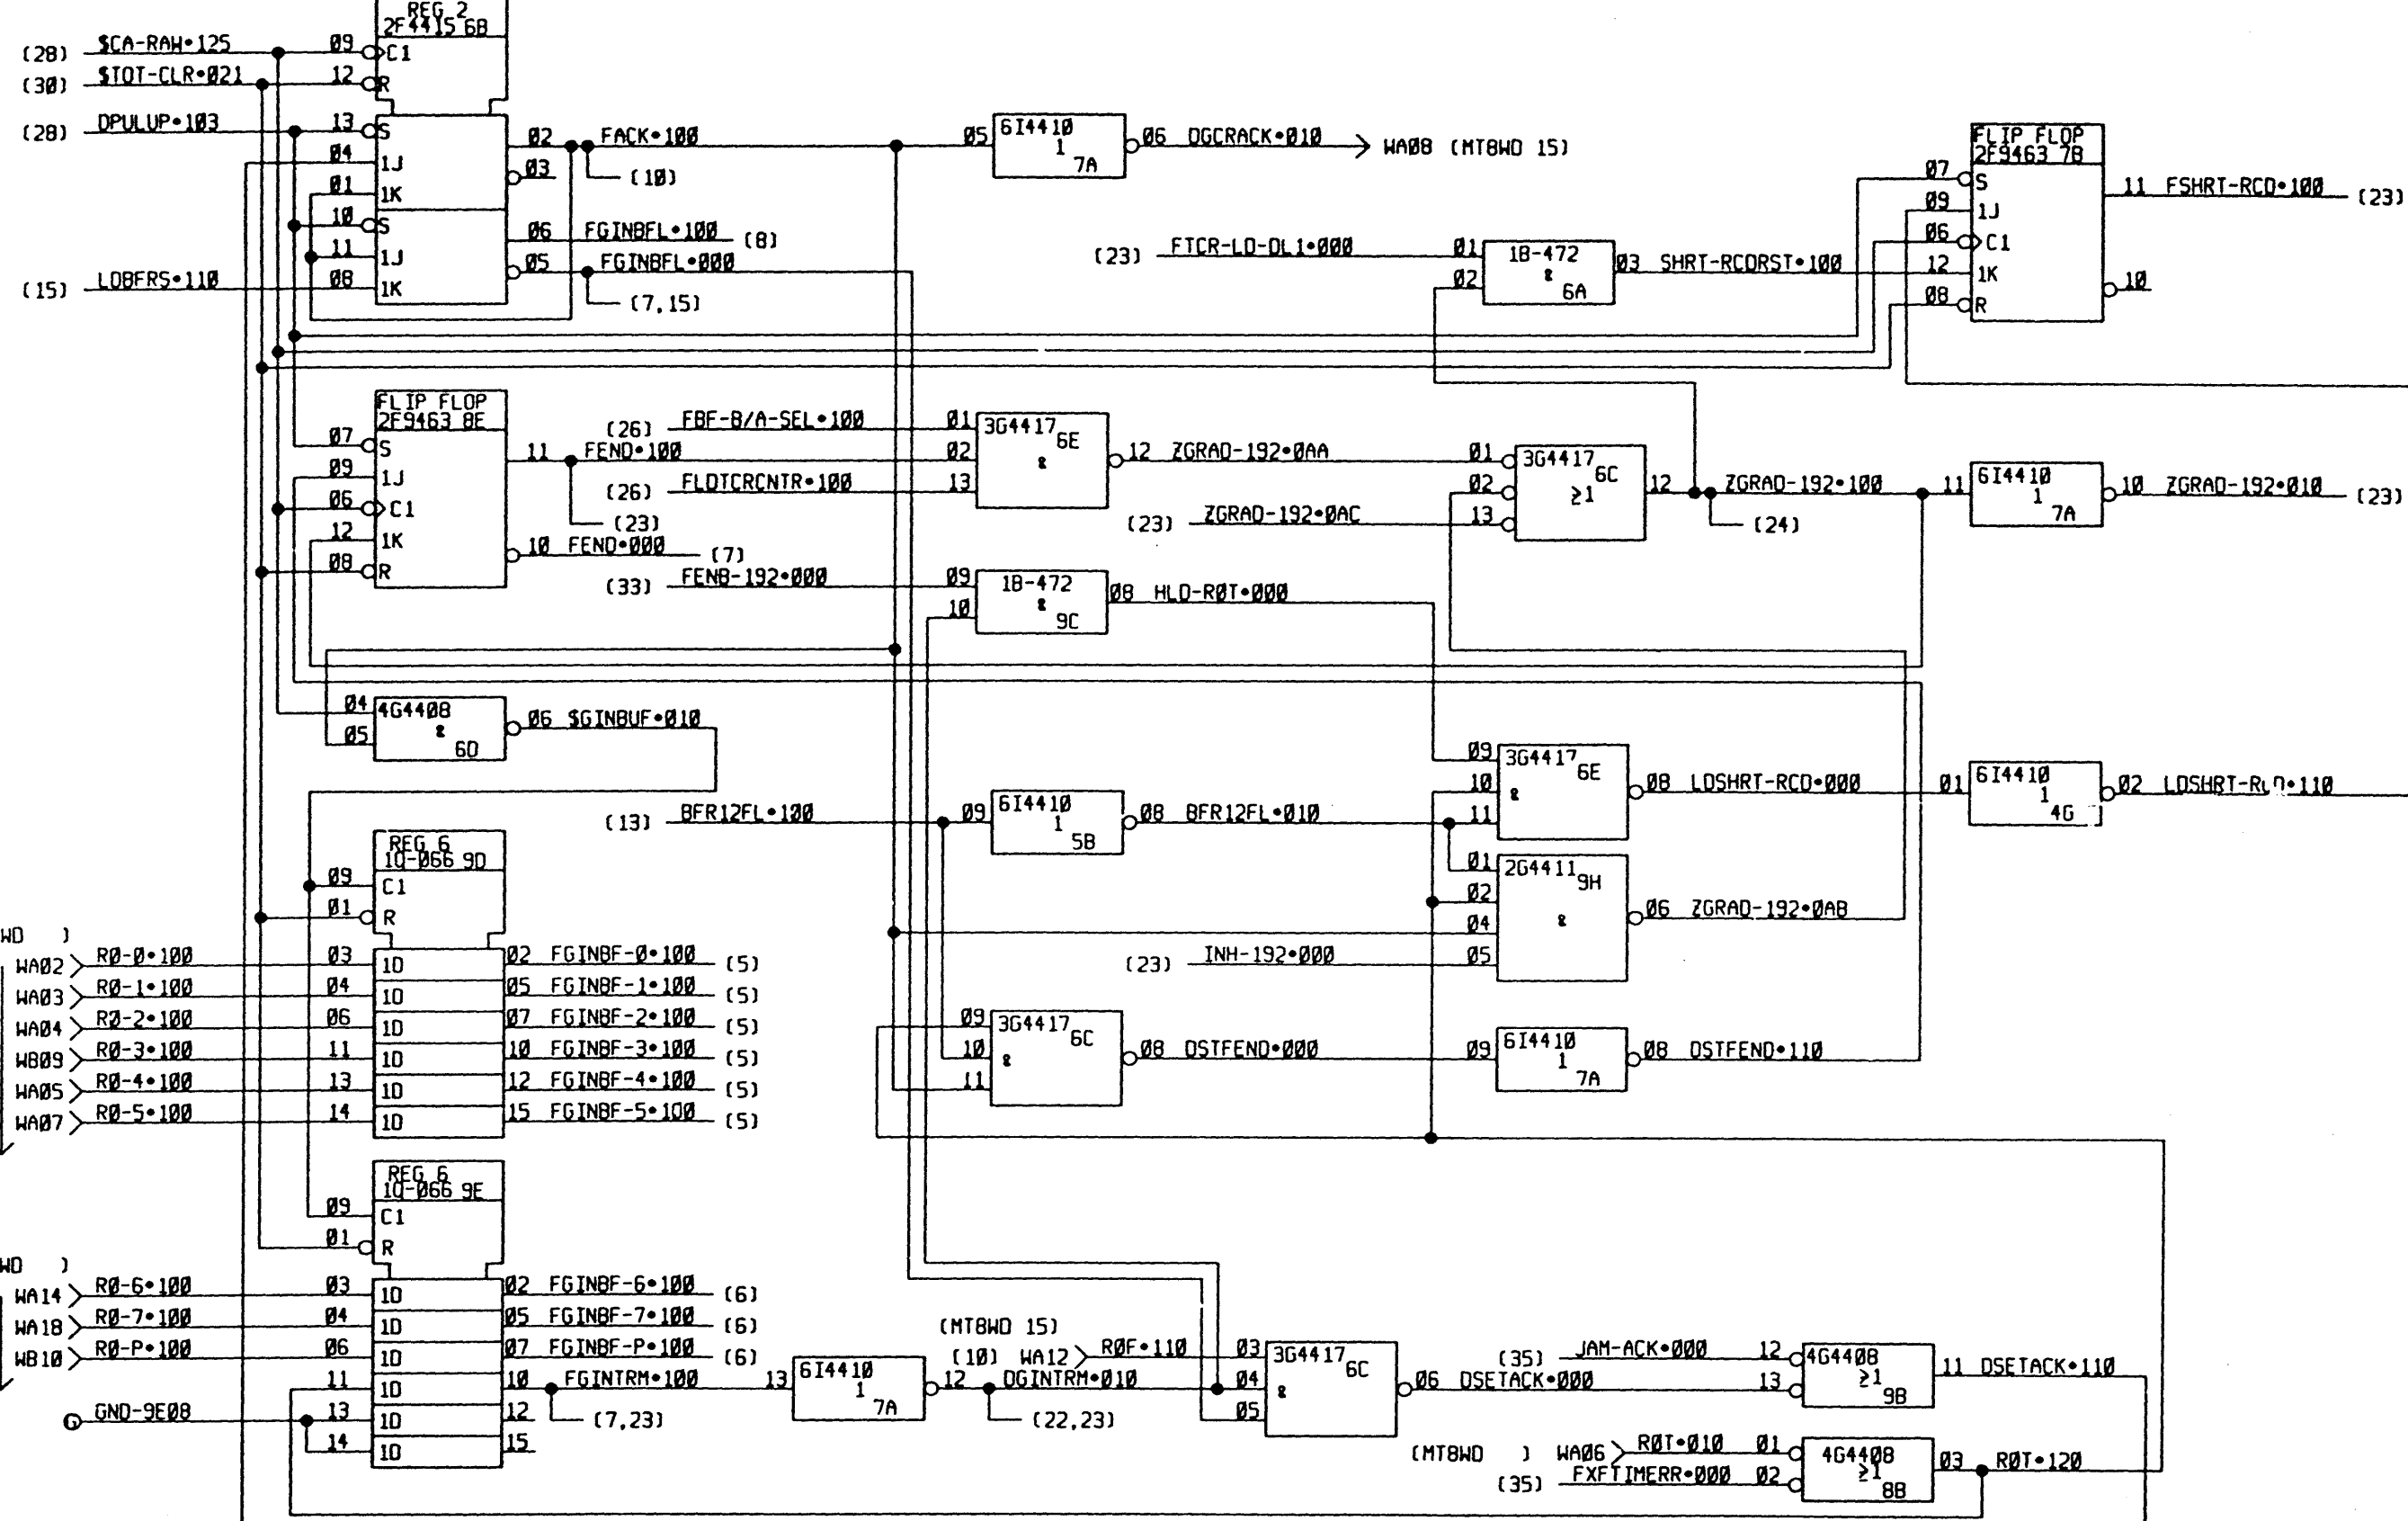 REG 2
2F4415 6B
(28) $CA-RAW•125 09 C1
(30) $TOT-CLR•021 12 R
(28) DPULUP•103 13 S
04 1J
01 1K
10 S
11 1J
(15) LDBFRS•110 08 1K
02 FACK•100
03
(10)
06 FGINBFL•100 (8)
05 FGINBFL•000
(7,15)
05 6I4410 1 7A 06 DGCRACK•010 WA08 (MT8WD 15)
(23) FTCR-LD-DL1•000 01
02
1B-472 & 6A
03 SHRT-RCDRST•100
FLIP FLOP
2F9463 7B
07 S
09 1J
06 C1
12 1K
08 R
11 FSHRT-RCD•100 (23)
10
FLIP FLOP
2F9463 8E
07 S
09 1J
06 C1
12 1K
08 R
11 FEND•100
(23)
10 FEND•000 (7)
(26) FBF-B/A-SEL•100 01
02
(26) FLDTCRCNTR•100 13
3G4417 6E &
12 ZGRAD-192•0AA 01
02
(23) ZGRAD-192•0AC 13
3G4417 6C ≥1
12 ZGRAD-192•100
(24)
11 6I4410 1 7A 10 ZGRAD-192•010 (23)
(33) FENB-192•000 09
10
1B-472 & 9C
08 HLD-R0T•000
04
05
4G4408 & 6D
06 $GINBUF•010
(13) BFR12FL•100 09 6I4410 1 5B 08 BFR12FL•010
09
10
11
3G4417 6E &
08 LDSHRT-RCD•000 01 6I4410 1 4G 02 LDSHRT-R •110
01
02
04
(23) INH-192•000 05
2G4411 9H &
06 ZGRAD-192•0AB
REG 6
1Q-066 9D
09 C1
01 R
WD )
WA02 R0-0•100 03 1D 02 FGINBF-0•100 (5)
WA03 R0-1•100 04 1D 05 FGINBF-1•100 (5)
WA04 R0-2•100 06 1D 07 FGINBF-2•100 (5)
WB09 R0-3•100 11 1D 10 FGINBF-3•100 (5)
WA05 R0-4•100 13 1D 12 FGINBF-4•100 (5)
WA07 R0-5•100 14 1D 15 FGINBF-5•100 (5)
09
10
11
3G4417 6C &
08 DSTFEND•000 09 6I4410 1 7A 08 DSTFEND•110
REG 6
1Q-066 9E
09 C1
01 R
WD )
WA14 R0-6•100 03 1D 02 FGINBF-6•100 (6)
WA18 R0-7•100 04 1D 05 FGINBF-7•100 (6)
WB10 R0-P•100 06 1D 07 FGINBF-P•100 (6)
11 1D 10 FGINTRM•100
G GND-9E08 13 1D 12
14 1D 15
(7,23)
13 6I4410 1 7A 12 DGINTRM•010
(22,23)
(MT8WD 15)
(10) WA12 R0F•110 03
04
05
3G4417 6C &
06 DSETACK•000 13
(35) JAM-ACK•000 12
4G4408 ≥1 9B
11 DSETACK•110
(MT8WD ) WA06 R0T•010 01
(35) FXFTIMERR•000 02
4G4408 ≥1 8B
03 R0T•120